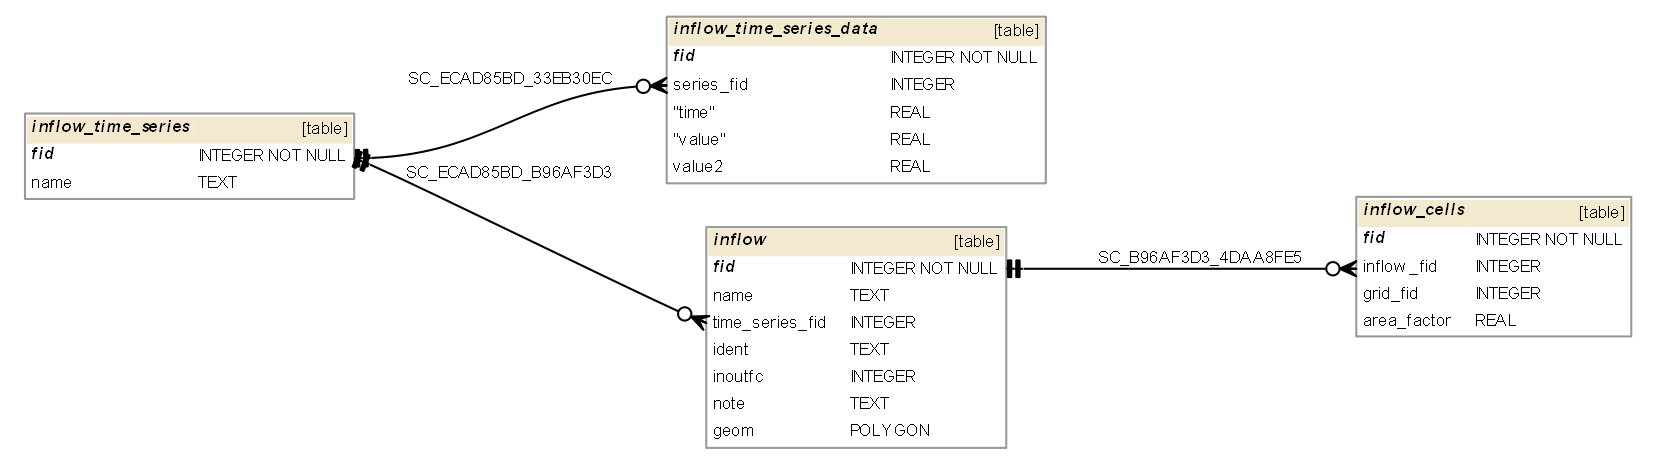 inflow_time_series_data [table]
fid INTEGER NOT NULL
series_fid INTEGER
"time" REAL
"value" REAL
value2 REAL
SC_ECAD85BD_33EB30EC
inflow_time_series [table]
fid INTEGER NOT NULL
name TEXT
SC_ECAD85BD_B96AF3D3
inflow [table]
fid INTEGER NOT NULL
name TEXT
time_series_fid INTEGER
ident TEXT
inoutfc INTEGER
note TEXT
geom POLYGON
SC_B96AF3D3_4DAA8FE5
inflow_cells [table]
fid INTEGER NOT NULL
inflow_fid INTEGER
grid_fid INTEGER
area_factor REAL